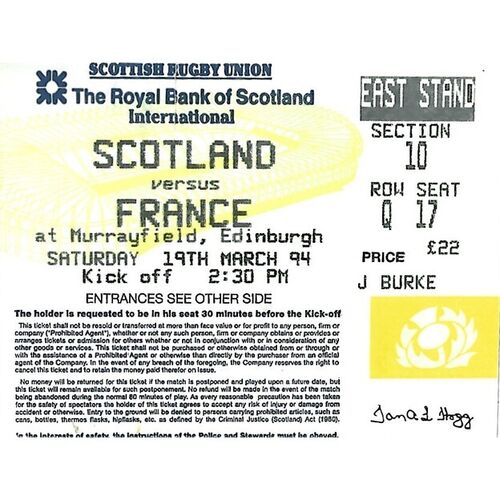 SCOTTISH RUGBY UNION
The Royal Bank of Scotland
International
SCOTLAND
versus
FRANCE
at Murrayfield, Edinburgh
SATURDAY 19TH MARCH 94
Kick off 2:30 PM
ENTRANCES SEE OTHER SIDE
The holder is requested to be in his seat 30 minutes before the Kick-off
This ticket shall not be resold or transferred at more than face value or for profit to any person, firm or
company ("Prohibited Agent"), whether or not any such person, firm or company obtains or provides or
arranges tickets or admission for others whether or not in conjunction with or in consideration of any
other goods or services. This ticket shall not be purchased or otherwise obtained from or through or
with the assistance of a Prohibited Agent or otherwise than directly by the purchaser from an official
agent of the Company. In the event of any of the foregoing occurring, the Company reserves the right to
cancel this ticket and to retain the money paid therefor on issue.
No money will be returned for this ticket if the match is postponed and played upon a future date, but
this ticket will remain available for such postponement. No refund will be made in the event of the match
being abandoned during the normal 80 minutes of play. As every reasonable precaution has been taken
for the safety of spectators the holder of this ticket agrees to accept any risk of injury or damage from
accident or otherwise. Entry to the ground will be denied to persons carrying prohibited articles, such as
cans, bottles, thermos flasks, hipflasks, etc. as defined by the Criminal Justice (Scotland) Act (1980).
In the interests of safety, the instructions of the Police and Stewards must be obeyed.
EAST STAND
SECTION
10
ROW SEAT
Q 17
PRICE £22
J BURKE